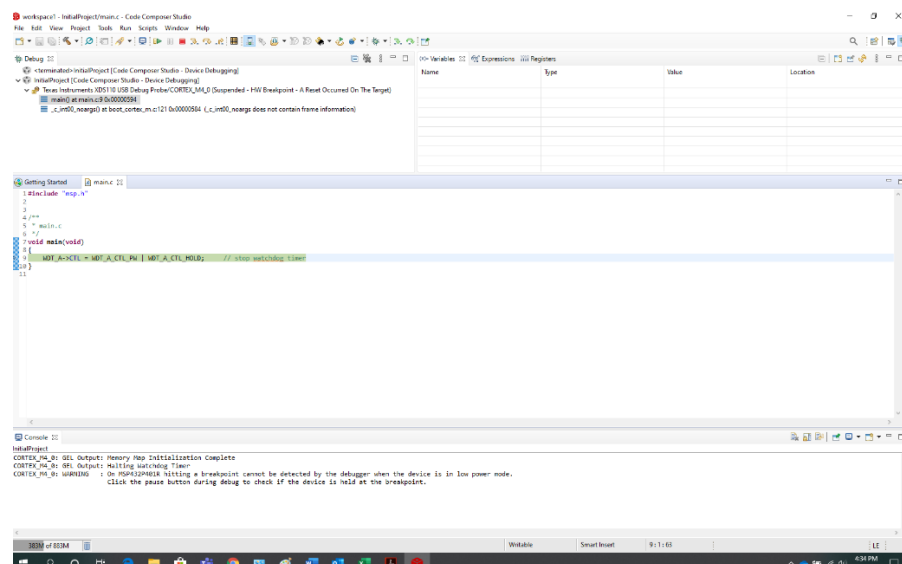 workspace1 - InitialProject/main.c - Code Composer Studio
File Edit View Project Tools Run Scripts Window Help
Debug
(x)= Variables Expressions Registers
<terminated> InitialProject [Code Composer Studio - Device Debugging]
InitialProject [Code Composer Studio - Device Debugging]
Texas Instruments XDS110 USB Debug Probe/CORTEX_M4_0 (Suspended - HW Breakpoint - A Reset Occurred On The Target)
main() at main.c:9 0x00000594
_c_int00_noargs() at boot_cortex_m.c:121 0x00000584 (_c_int00_noargs does not contain frame information)
Name Type Value Location
Getting Started main.c
1 #include "msp.h"
2
3
4 /**
5 * main.c
6 */
7 void main(void)
8 {
9 WDT_A->CTL = WDT_A_CTL_PW | WDT_A_CTL_HOLD; // stop watchdog timer
10 }
11
Console
InitialProject
CORTEX_M4_0: GEL Output: Memory Map Initialization Complete
CORTEX_M4_0: GEL Output: Halting Watchdog Timer
CORTEX_M4_0: WARNING : On MSP432P401R hitting a breakpoint cannot be detected by the debugger when the device is in low power mode.
Click the pause button during debug to check if the device is held at the breakpoint.
383M of 883M Writable Smart Insert 9:1:63 LE
4:34 PM